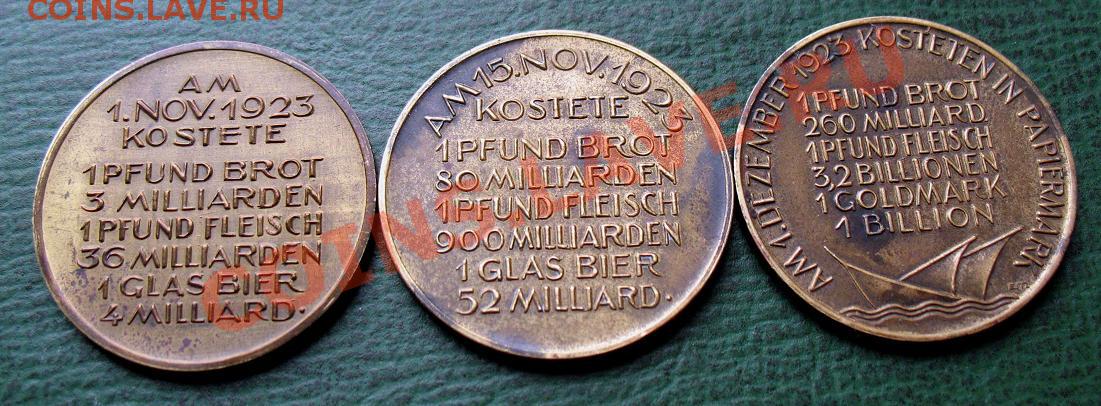 COINS.LAVE.RU
AM
1. NOV. 1923
KOSTETE
1 PFUND BROT
3 MILLIARDEN
1 PFUND FLEISCH
36 MILLIARDEN
1 GLAS BIER
4 MILLIARD.
AM 15. NOV. 1923
KOSTETE
1 PFUND BROT
80 MILLIARDEN
1 PFUND FLEISCH
900 MILLIARDEN
1 GLAS BIER
52 MILLIARD.
AM 1. DEZEMBER 1923 KOSTETEN IN PAPIERMARK
1 PFUND BROT
260 MILLIARD.
1 PFUND FLEISCH
3,2 BILLIONEN
1 GOLDMARK
1 BILLION
COINS.LAVE.RU